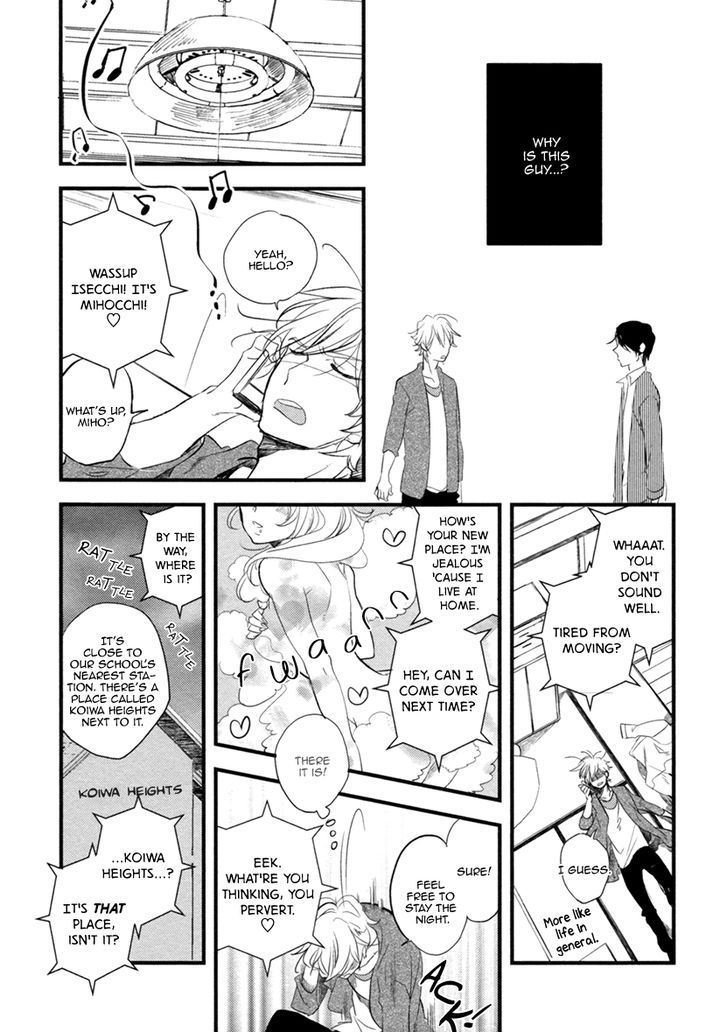 WHY
IS THIS
GUY...?
YEAH,
HELLO?
WASSUP
ISECCHI! IT'S
MIHOCCHI!
♡
WHAT'S UP,
MIHO?
WHAAAT.
YOU
DON'T
SOUND
WELL.
TIRED FROM
MOVING?
I GUESS.
More like
life in
general.
HOW'S
YOUR NEW
PLACE? I'M
JEALOUS
'CAUSE I
LIVE AT
HOME.
HEY, CAN I
COME OVER
NEXT TIME?
fwaann
THERE
IT IS!
SURE!
FEEL
FREE TO
STAY THE
NIGHT.
EEK.
WHAT'RE YOU
THINKING, YOU
PERVERT.
♡
ACK!
BY THE
WAY,
WHERE
IS IT?
RATTLE
RATTLE
RATTLE
IT'S
CLOSE TO
OUR SCHOOL'S
NEAREST STA-
TION. THERE'S A
PLACE CALLED
KOIWA HEIGHTS
NEXT TO IT.
KOIWA HEIGHTS
...KOIWA
HEIGHTS...?
IT'S THAT
PLACE,
ISN'T IT?